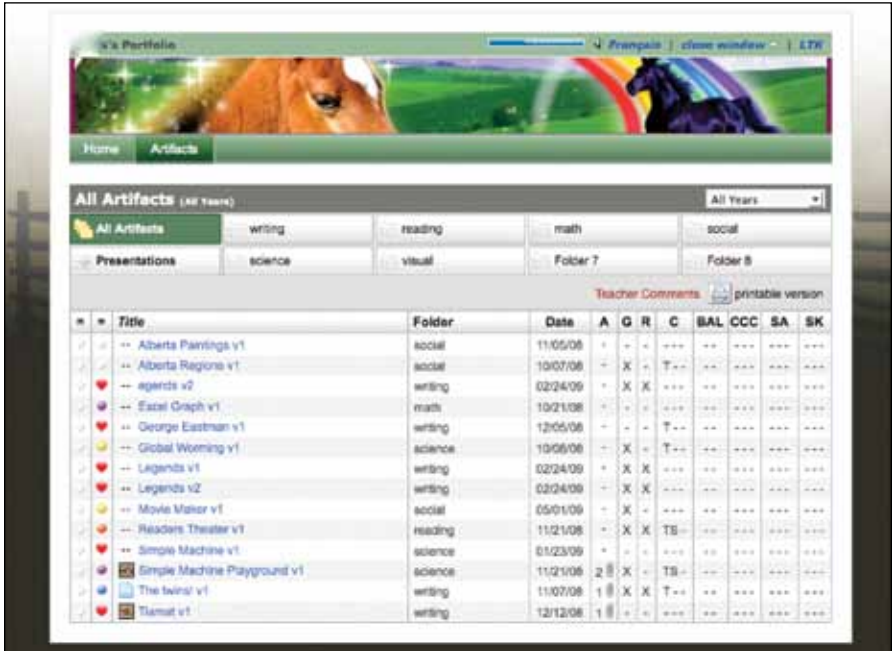 's Portfolio Français | close window | LTK
Home Artifacts
All Artifacts (All Years) All Years
All Artifacts writing reading math social
Presentations science visual Folder 7 Folder 8
Teacher Comments printable version
Title Folder Date A G R C BAL CCC SA SK
-- Alberta Paintings v1 social 11/05/08 - - - --- -- --- --- ---
-- Alberta Regions v1 social 10/07/08 - X - T-- -- --- --- ---
-- agends v2 writing 02/24/09 - X X --- -- --- --- ---
-- Excel Graph v1 math 10/21/08 - - - --- -- --- --- ---
-- George Eastman v1 writing 12/05/08 - - - T-- -- --- --- ---
-- Global Worming v1 science 10/08/08 - X - T-- -- --- --- ---
-- Legends v1 writing 02/24/09 - X X --- -- --- --- ---
-- Legends v2 writing 02/24/09 - X X --- -- --- --- ---
-- Movie Maker v1 social 05/01/09 - X - --- -- --- --- ---
-- Readers Theater v1 reading 11/21/08 - X X TS- -- --- --- ---
-- Simple Machine v1 science 01/23/09 - - - --- -- --- --- ---
Simple Machine Playground v1 science 11/21/08 2 X - TS- -- --- --- ---
The twins! v1 writing 11/07/08 1 X X T-- -- --- --- ---
Tiamat v1 writing 12/12/08 1 - - --- -- --- --- ---